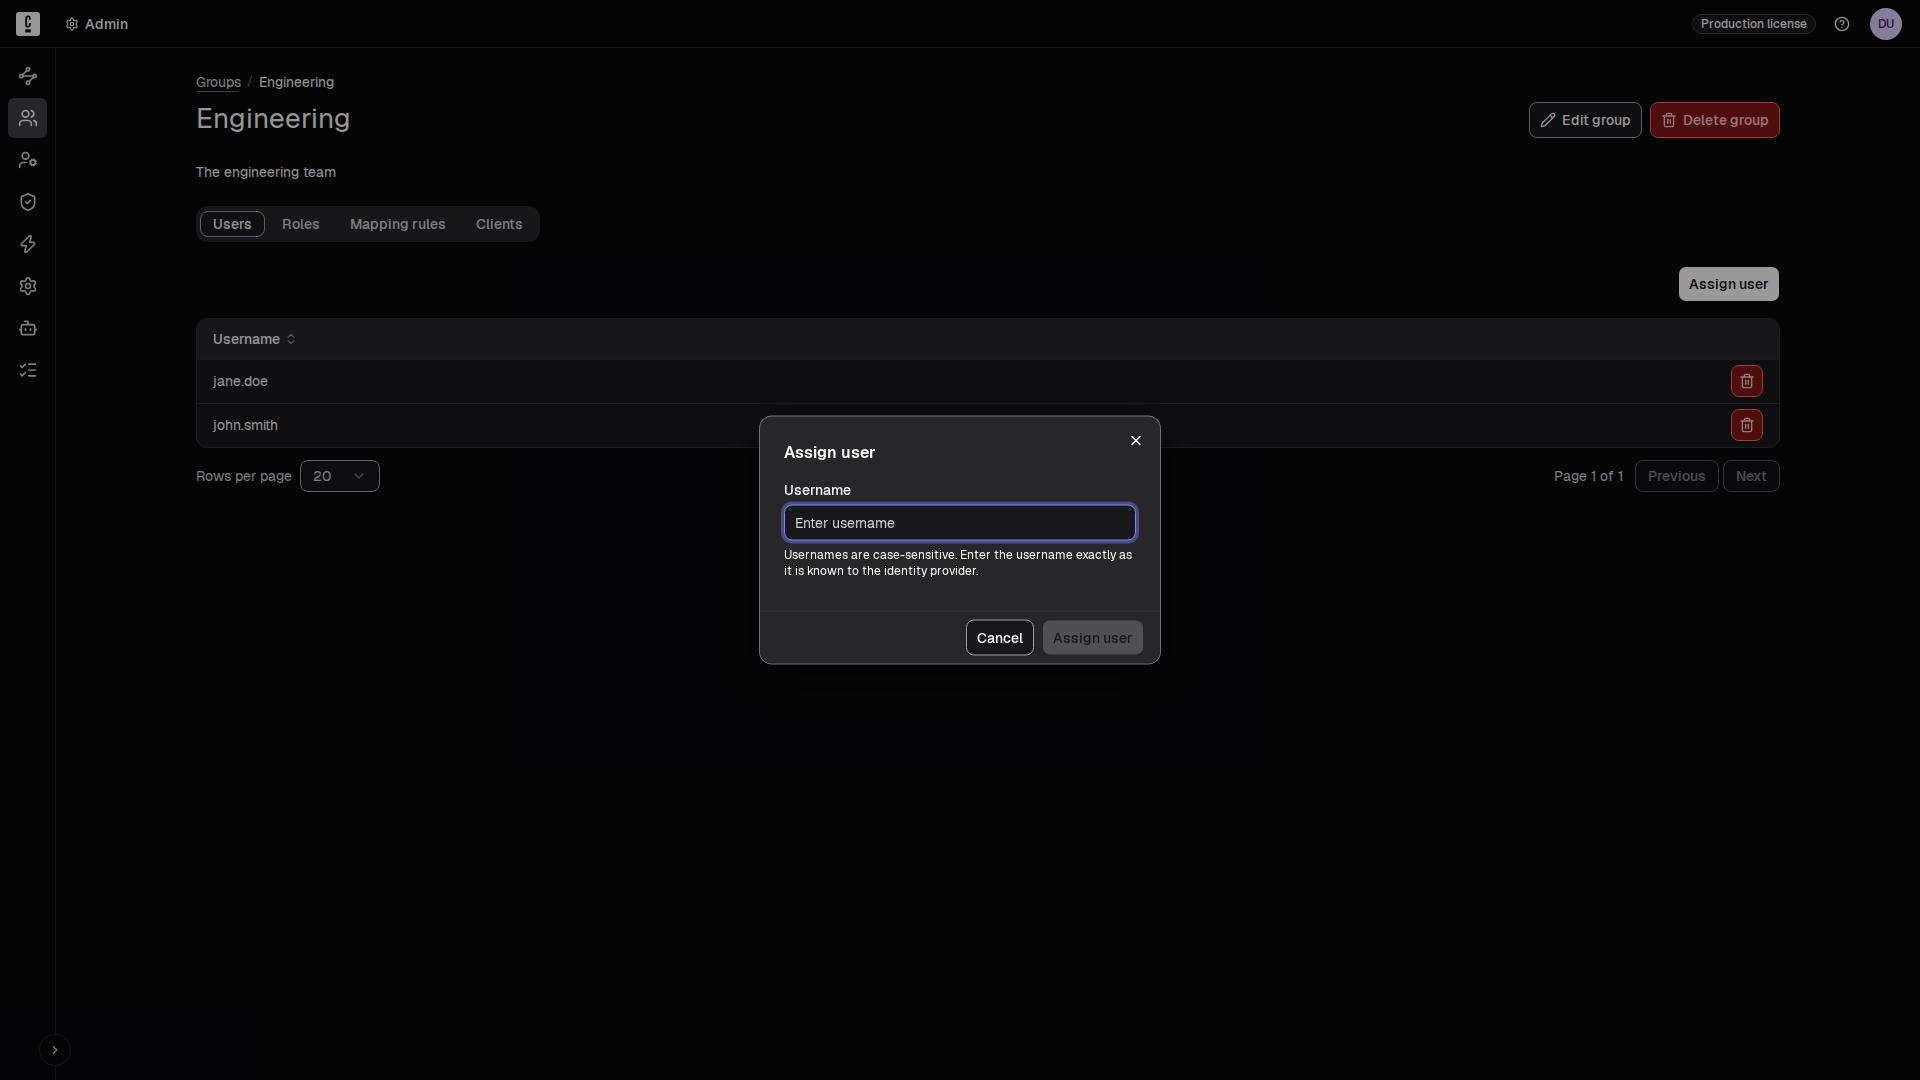 Admin
Production license
DU
Groups / Engineering
Engineering
Edit group
Delete group
The engineering team
Users
Roles
Mapping rules
Clients
Assign user
Username
jane.doe
john.smith
Rows per page
20
Page 1 of 1
Previous
Next
Assign user
Username
Enter username
Usernames are case-sensitive. Enter the username exactly as
it is known to the identity provider.
Cancel
Assign user